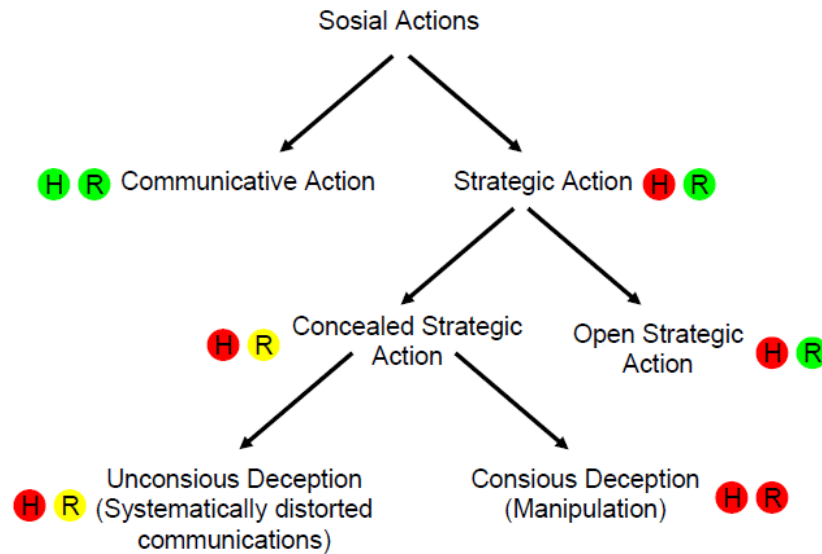 Sosial Actions
H R Communicative Action
Strategic Action H R
H R Concealed Strategic
Action
Open Strategic
Action H R
H R Unconsious Deception
(Systematically distorted
communications)
Consious Deception
(Manipulation) H R